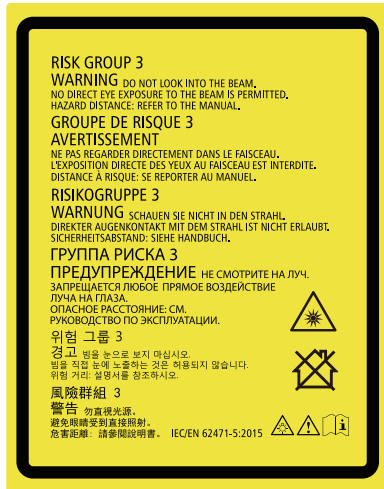 RISK GROUP 3
WARNING DO NOT LOOK INTO THE BEAM.
NO DIRECT EYE EXPOSURE TO THE BEAM IS PERMITTED.
HAZARD DISTANCE: REFER TO THE MANUAL.
GROUPE DE RISQUE 3
AVERTISSEMENT
NE PAS REGARDER DIRECTEMENT DANS LE FAISCEAU.
L'EXPOSITION DIRECTE DES YEUX AU FAISCEAU EST INTERDITE.
DISTANCE À RISQUE: SE REPORTER AU MANUEL.
RISIKOGRUPPE 3
WARNUNG SCHAUEN SIE NICHT IN DEN STRAHL.
DIREKTER AUGENKONTAKT MIT DEM STRAHL IST NICHT ERLAUBT.
SICHERHEITSABSTAND: SIEHE HANDBUCH.
ГРУППА РИСКА 3
ПРЕДУПРЕЖДЕНИЕ НЕ СМОТРИТЕ НА ЛУЧ.
ЗАПРЕЩАЕТСЯ ЛЮБОЕ ПРЯМОЕ ВОЗДЕЙСТВИЕ
ЛУЧА НА ГЛАЗА.
ОПАСНОЕ РАССТОЯНИЕ: СМ.
РУКОВОДСТВО ПО ЭКСПЛУАТАЦИИ.
위험 그룹 3
경고 빔을 눈으로 보지 마십시오.
빔을 직접 눈에 노출하는 것은 허용되지 않습니다.
위험 거리: 설명서를 참조하십시오.
風險群組 3
警告 勿直視光源。
避免眼睛受到直接照射。
危害距離：請參閱說明書。 IEC/EN 62471-5:2015